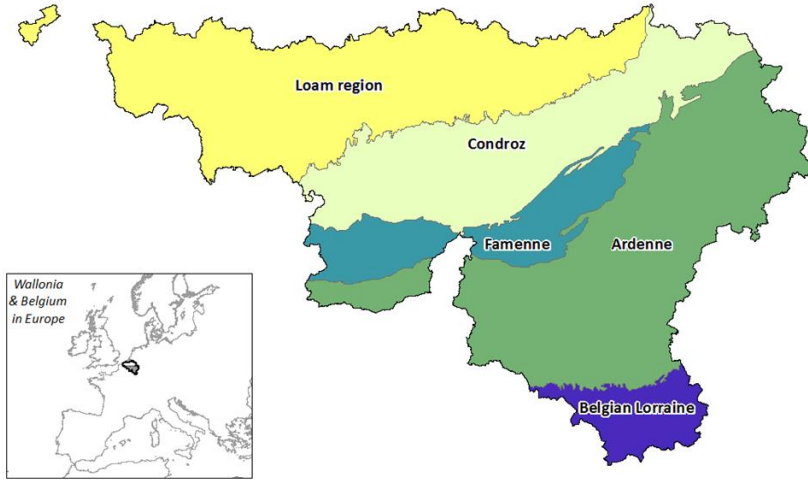 Loam region
Condroz
Famenne
Ardenne
Belgian Lorraine
Wallonia
& Belgium
in Europe